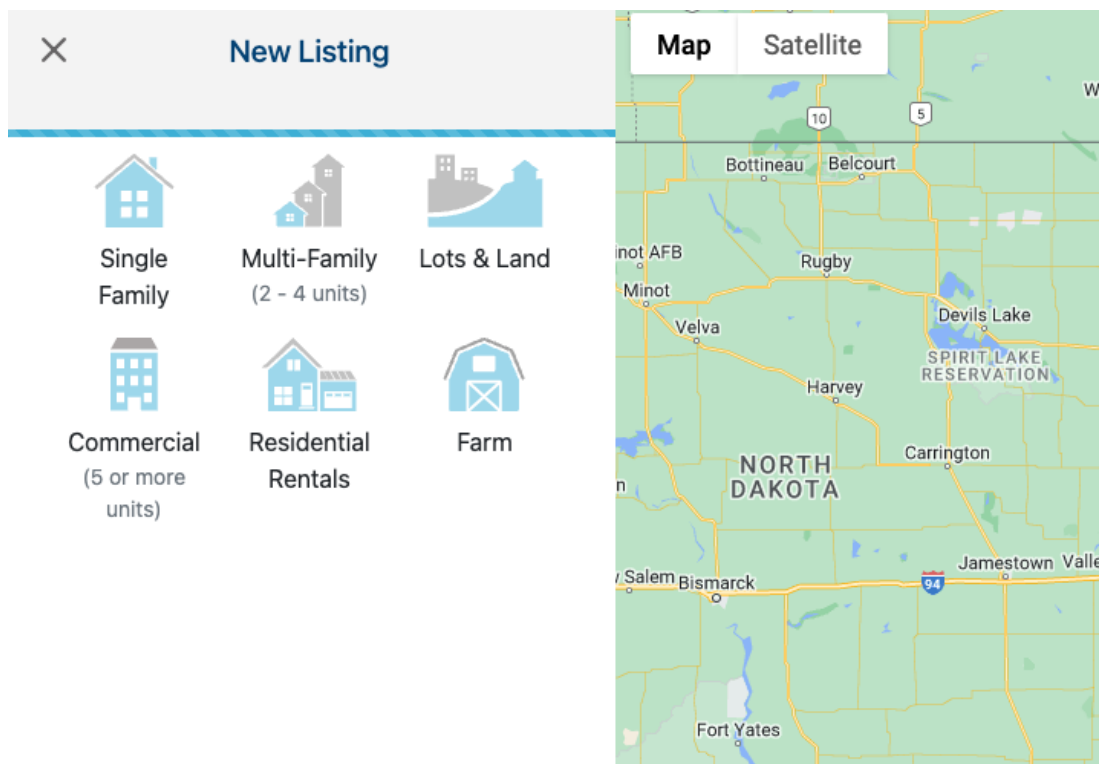 New Listing
Single
Family
Multi-Family
(2 - 4 units)
Lots & Land
Commercial
(5 or more
units)
Residential
Rentals
Farm
Map
Satellite
10
5
W
Bottineau
Belcourt
inot AFB
Rugby
Minot
Devils Lake
Velva
SPIRIT LAKE
RESERVATION
Harvey
Carrington
NORTH
DAKOTA
n
Jamestown
Valle
w Salem
Bismarck
94
Fort Yates